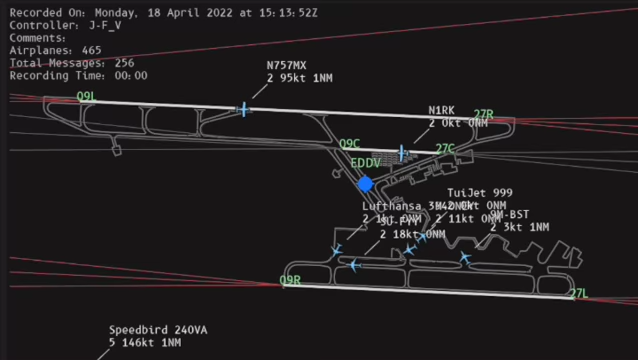 Recorded On: Monday, 18 April 2022 at 15:13:52Z
Controller: J-F_V
Comments:
Airplanes: 465
Total Messages: 256
Recording Time: 00:00
N757MX
2 95kt 1NM
09L
N1RK
2 0kt 0NM
27R
09C
27C
EDDV
TuiJet 999
Lufthansa
0NM
9M-BST
2 11kt 0NM
2 3kt 1NM
2 18kt 0NM
09R
27L
Speedbird 240VA
5 146kt 1NM